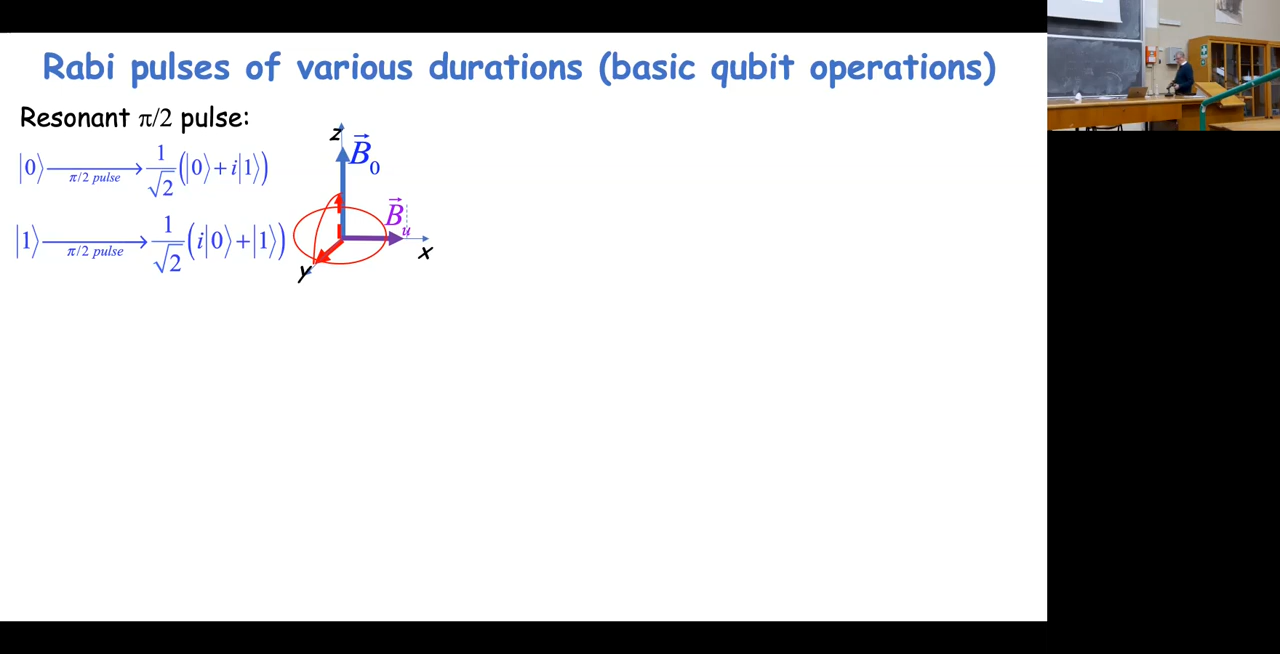 Rabi pulses of various durations (basic qubit operations)
Resonant π/2 pulse:
|0⟩ ⟶ π/2 pulse 1/√2 (|0⟩ + i|1⟩)
|1⟩ ⟶ π/2 pulse 1/√2 (i|0⟩ + |1⟩)
z
B⃗₀
B⃗ᵤ
x
y